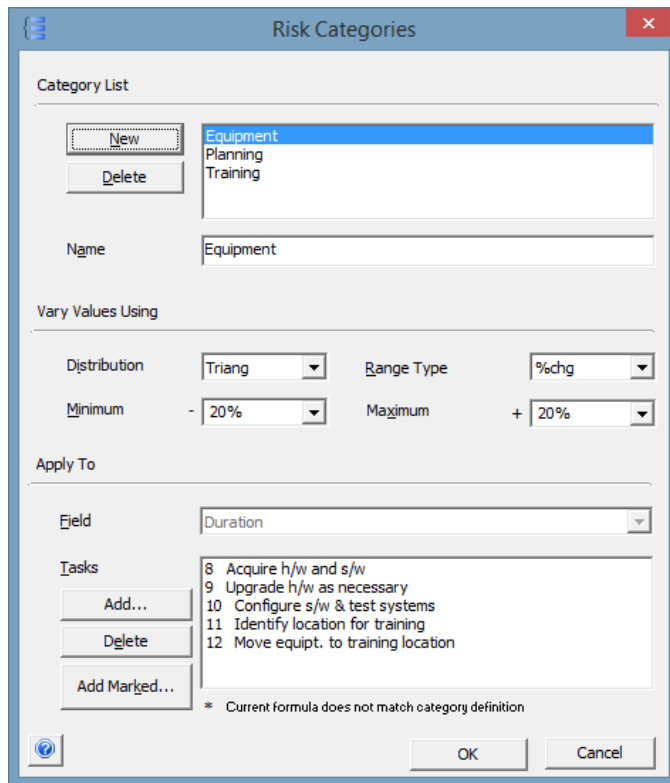 Risk Categories
Category List
New
Delete
Equipment
Planning
Training
Name
Equipment
Vary Values Using
Distribution
Triang
Range Type
%chg
Minimum
- 20%
Maximum
+ 20%
Apply To
Field
Duration
Tasks
Add...
Delete
Add Marked...
8 Acquire h/w and s/w
9 Upgrade h/w as necessary
10 Configure s/w & test systems
11 Identify location for training
12 Move equipt. to training location
* Current formula does not match category definition
?
OK
Cancel